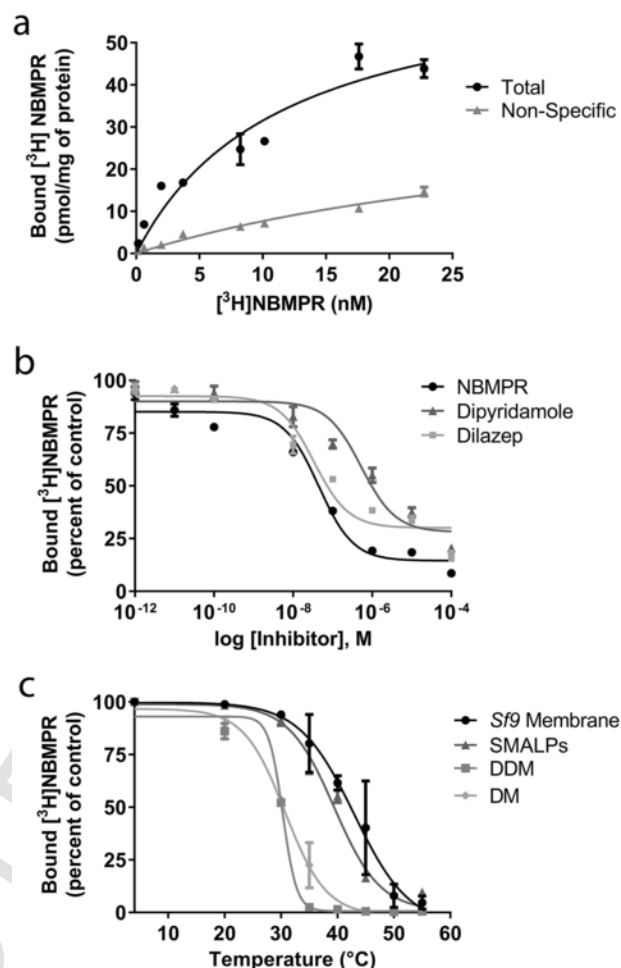 a
50
40
30
20
10
0
0 5 10 15 20 25
Bound [³H] NBMPR
(pmol/mg of protein)
[³H]NBMPR (nM)
Total
Non-Specific
b
100
75
50
25
0
10⁻¹² 10⁻¹⁰ 10⁻⁸ 10⁻⁶ 10⁻⁴
Bound [³H]NBMPR
(percent of control)
log [Inhibitor], M
NBMPR
Dipyridamole
Dilazep
c
100
75
50
25
0
10 20 30 40 50 60
Bound [³H]NBMPR
(percent of control)
Temperature (°C)
Sf9 Membrane
SMALPs
DDM
DM